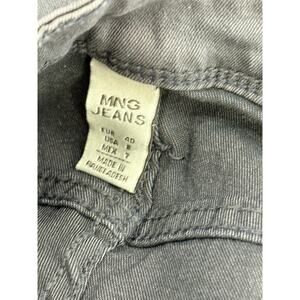 MNG
JEANS
EUR 40
USA 8
MEX 7
MADE IN
BANGLADESH